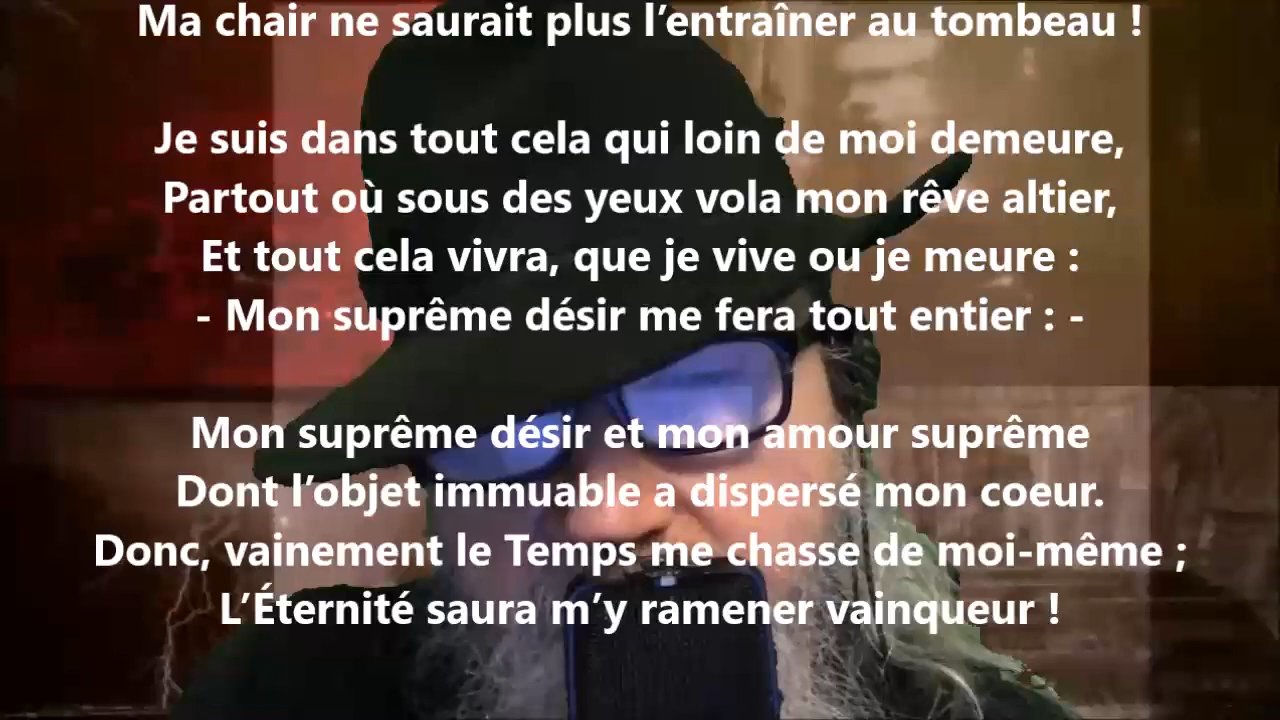 Ma chair ne saurait plus l’entraîner au tombeau !
Je suis dans tout cela qui loin de moi demeure,
Partout où sous des yeux vola mon rêve altier,
Et tout cela vivra, que je vive ou je meure :
- Mon suprême désir me fera tout entier : -
Mon suprême désir et mon amour suprême
Dont l’objet immuable a dispersé mon coeur.
Donc, vainement le Temps me chasse de moi-même ;
L’Éternité saura m’y ramener vainqueur !